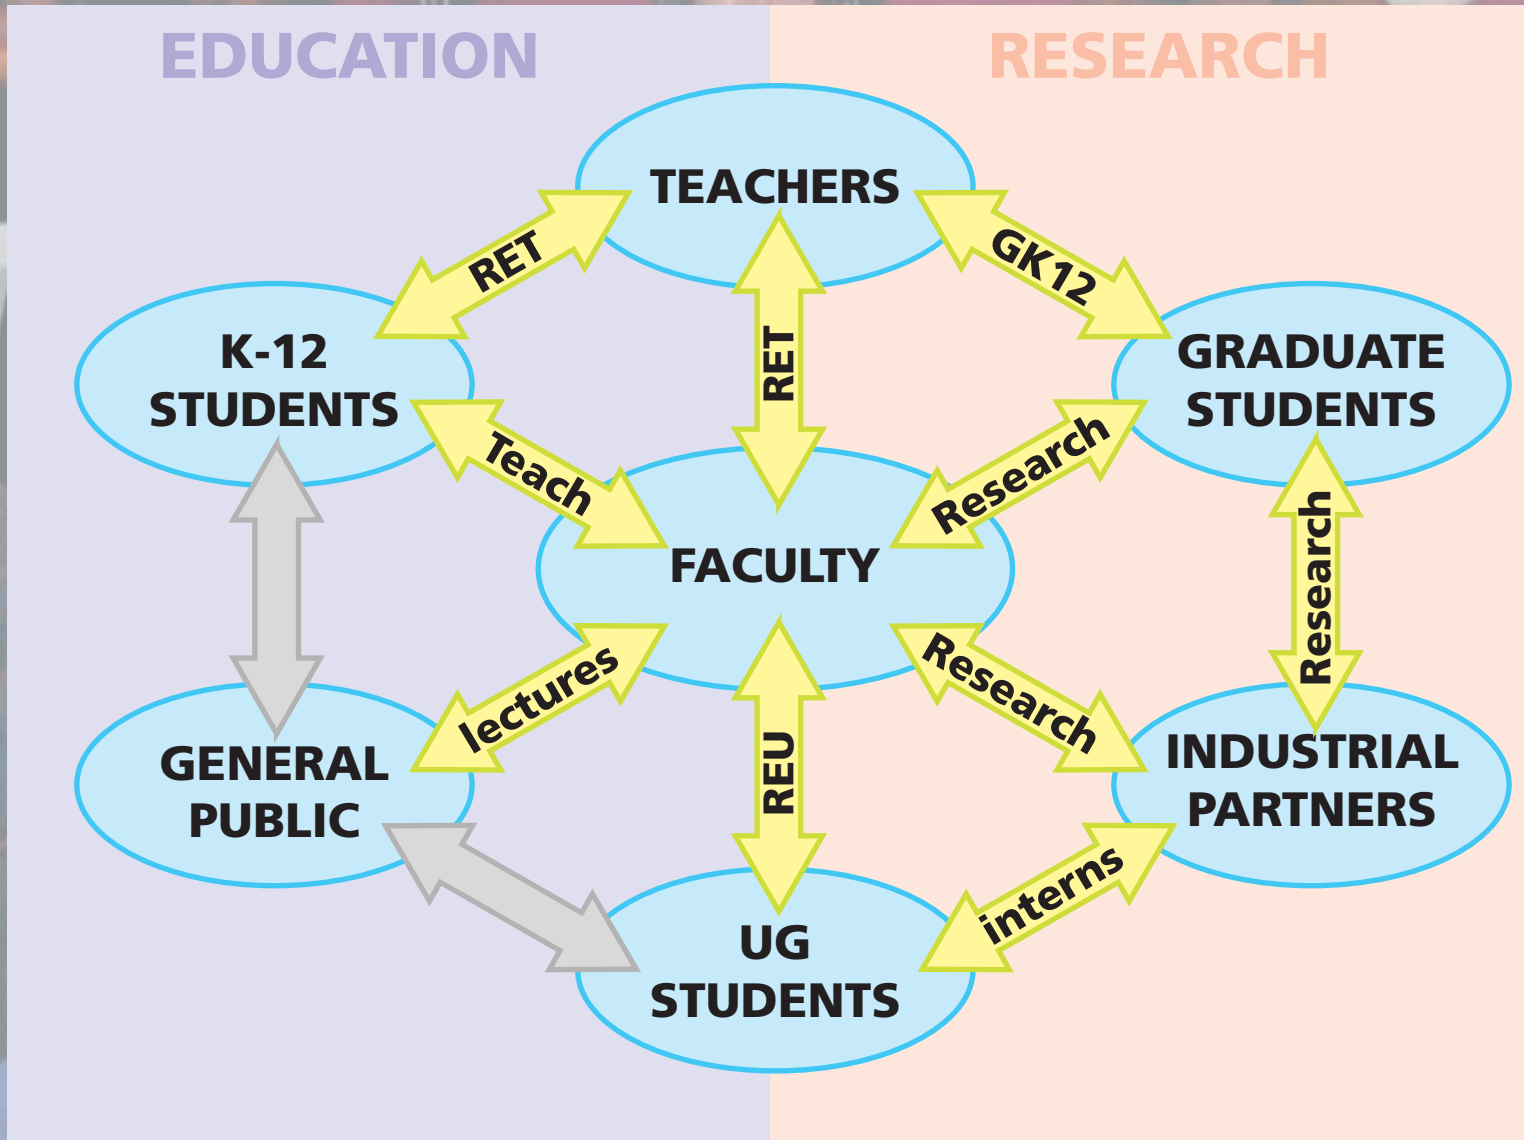 EDUCATION
RESEARCH
TEACHERS
RET
GK12
K-12
STUDENTS
RET
GRADUATE
STUDENTS
Teach
Research
FACULTY
Research
lectures
Research
GENERAL
PUBLIC
REU
INDUSTRIAL
PARTNERS
interns
UG
STUDENTS